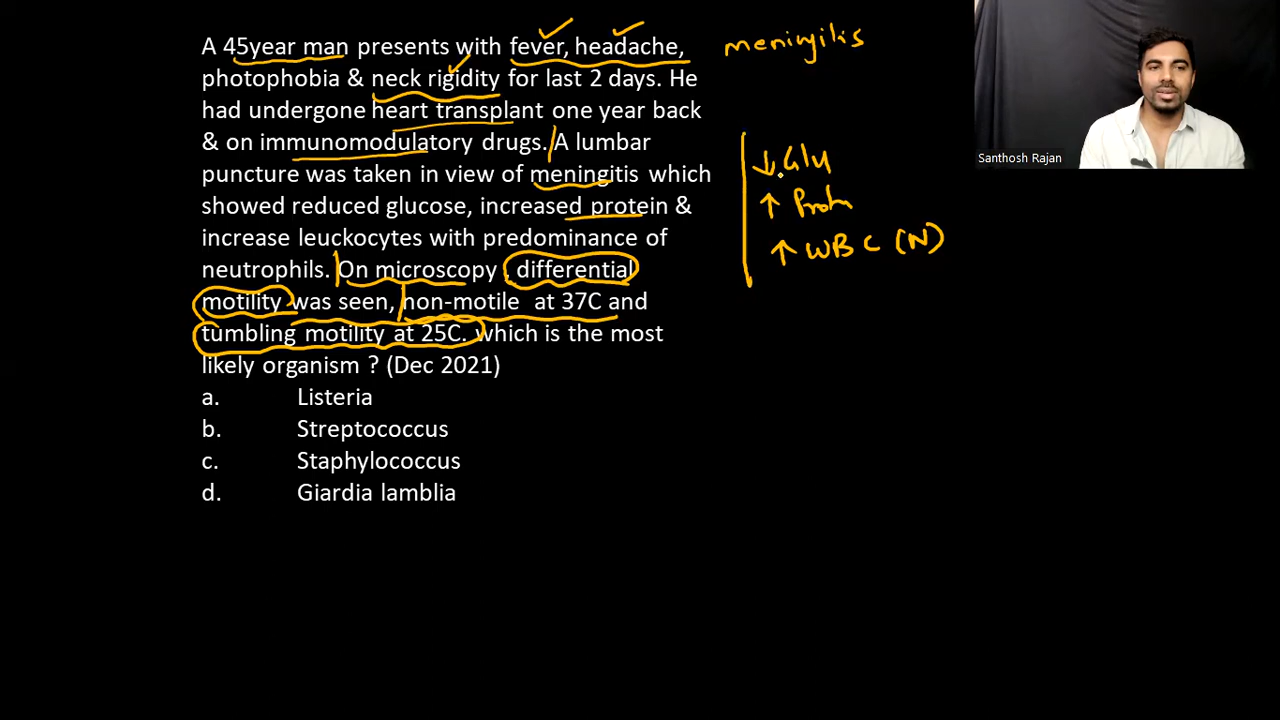 A 45year man presents with fever, headache,
photophobia & neck rigidity for last 2 days. He
had undergone heart transplant one year back
& on immunomodulatory drugs. A lumbar
puncture was taken in view of meningitis which
showed reduced glucose, increased protein &
increase leuckocytes with predominance of
neutrophils. On microscopy , differential
motility was seen, non-motile at 37C and
tumbling motility at 25C. which is the most
likely organism ? (Dec 2021)
a. Listeria
b. Streptococcus
c. Staphylococcus
d. Giardia lamblia
meningitis
↓ Glu
↑ Protn
↑ WBC (N)
Santhosh Rajan